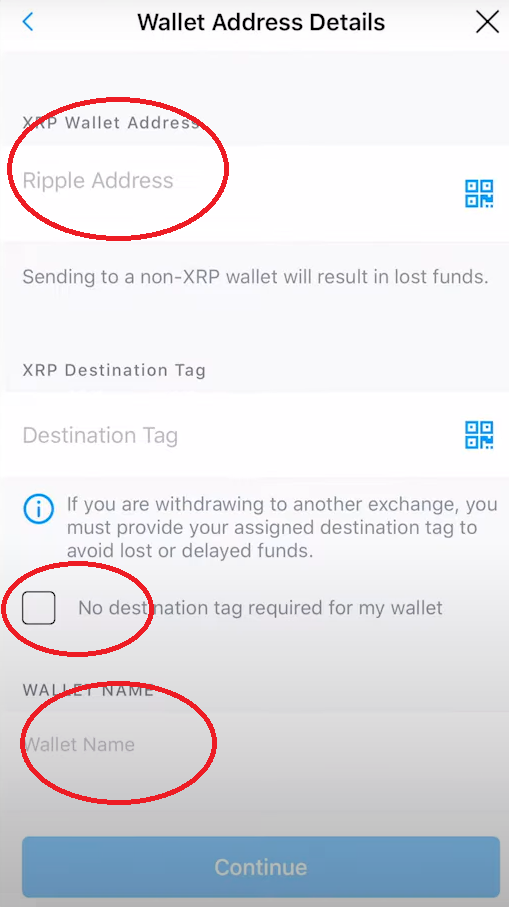 Wallet Address Details
XRP Wallet Address
Ripple Address
Sending to a non-XRP wallet will result in lost funds.
XRP Destination Tag
Destination Tag
If you are withdrawing to another exchange, you
must provide your assigned destination tag to
avoid lost or delayed funds.
No destination tag required for my wallet
WALLET NAME
Wallet Name
Continue